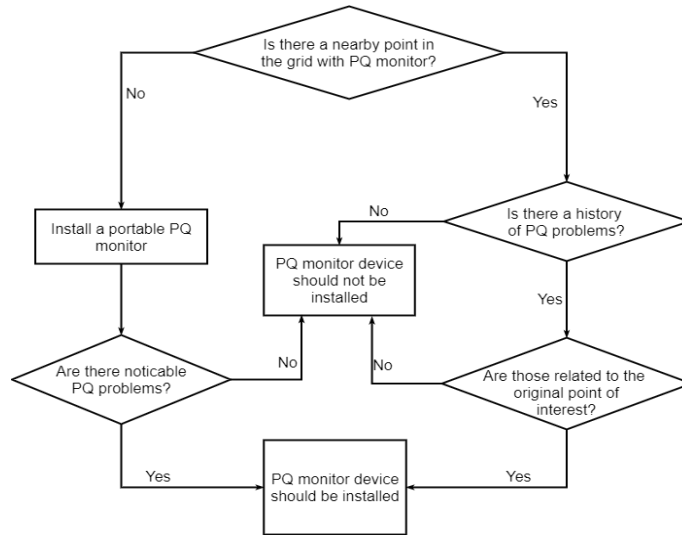 Is there a nearby point in
the grid with PQ monitor?
No
Yes
Install a portable PQ
monitor
No
Is there a history
of PQ problems?
PQ monitor device
should not be
installed
Yes
Are there noticable
PQ problems?
No
No
Are those related to the
original point of
interest?
Yes
PQ monitor device
should be installed
Yes